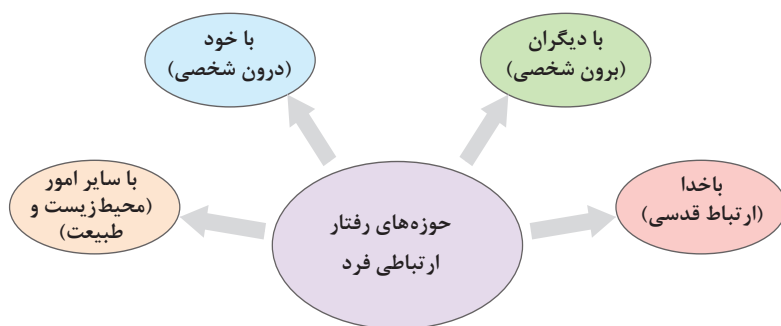 با دیگران
(برون شخصی)
با خود
(درون شخصی)
باخدا
(ارتباط قدسی)
حوزه‌های رفتار
ارتباطی فرد
با سایر امور
(محیط‌زیست و
طبیعت)